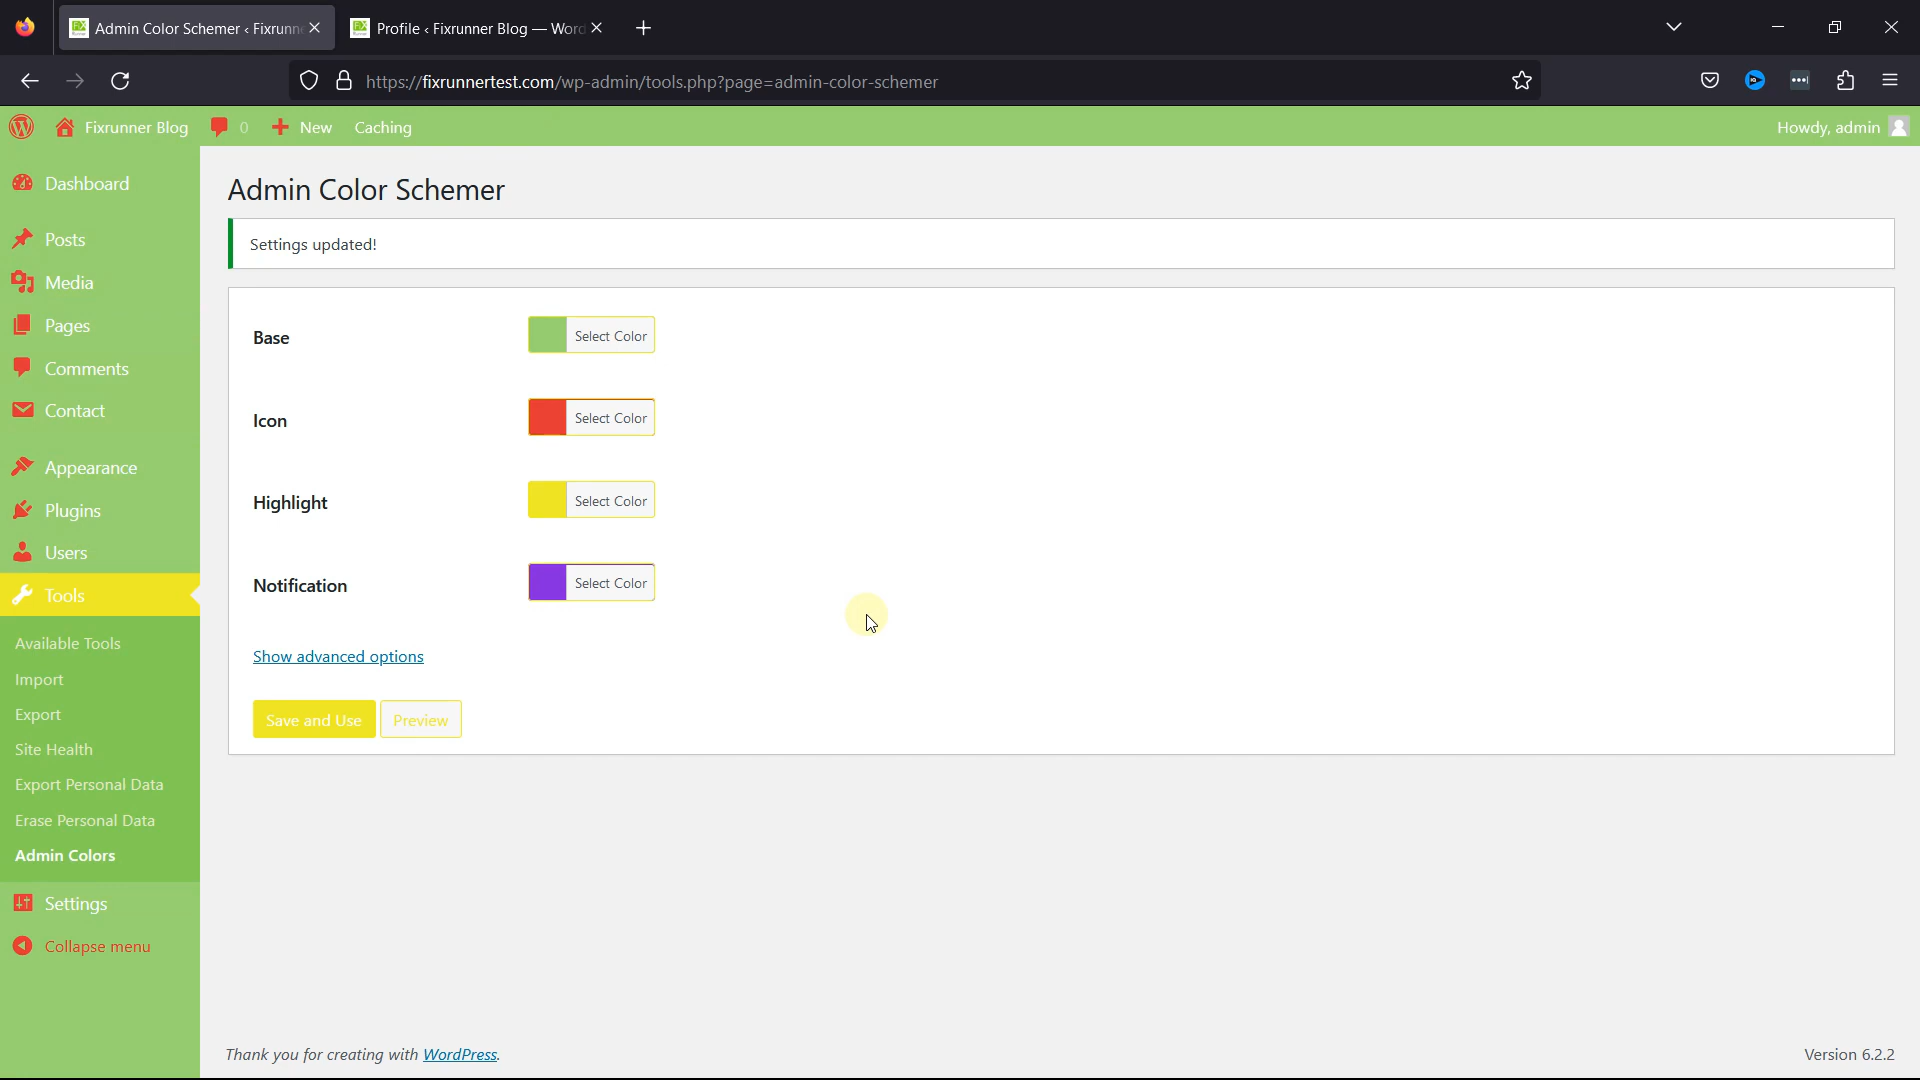 Admin Color Schemer ‹ Fixrunne
Profile ‹ Fixrunner Blog — Word
https://fixrunnertest.com/wp-admin/tools.php?page=admin-color-schemer
Fixrunner Blog 0 New Caching Howdy, admin
Dashboard
Posts
Media
Pages
Comments
Contact
Appearance
Plugins
Users
Tools
Available Tools
Import
Export
Site Health
Export Personal Data
Erase Personal Data
Admin Colors
Settings
Collapse menu
Admin Color Schemer
Settings updated!
Base Select Color
Icon Select Color
Highlight Select Color
Notification Select Color
Show advanced options
Save and Use Preview
Thank you for creating with WordPress. Version 6.2.2